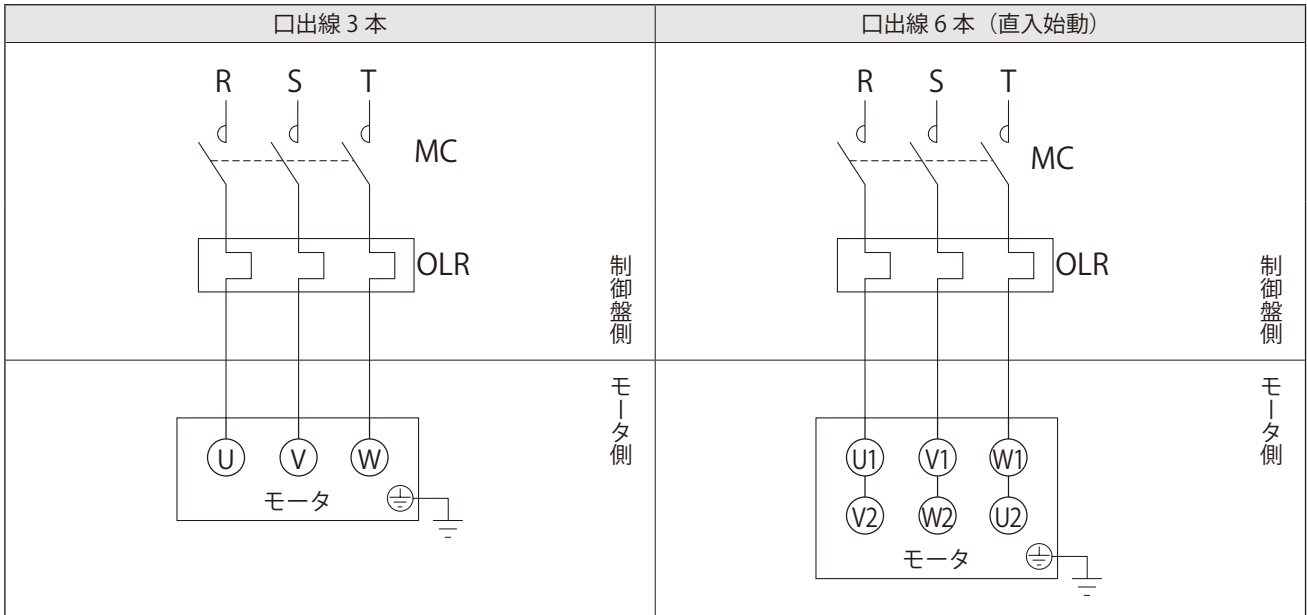 口出線 3 本
R S T
MC
OLR
制御盤側
モータ側
U V W
モータ
口出線 6 本（直入始動）
R S T
MC
OLR
制御盤側
モータ側
U1 V1 W1
V2 W2 U2
モータ